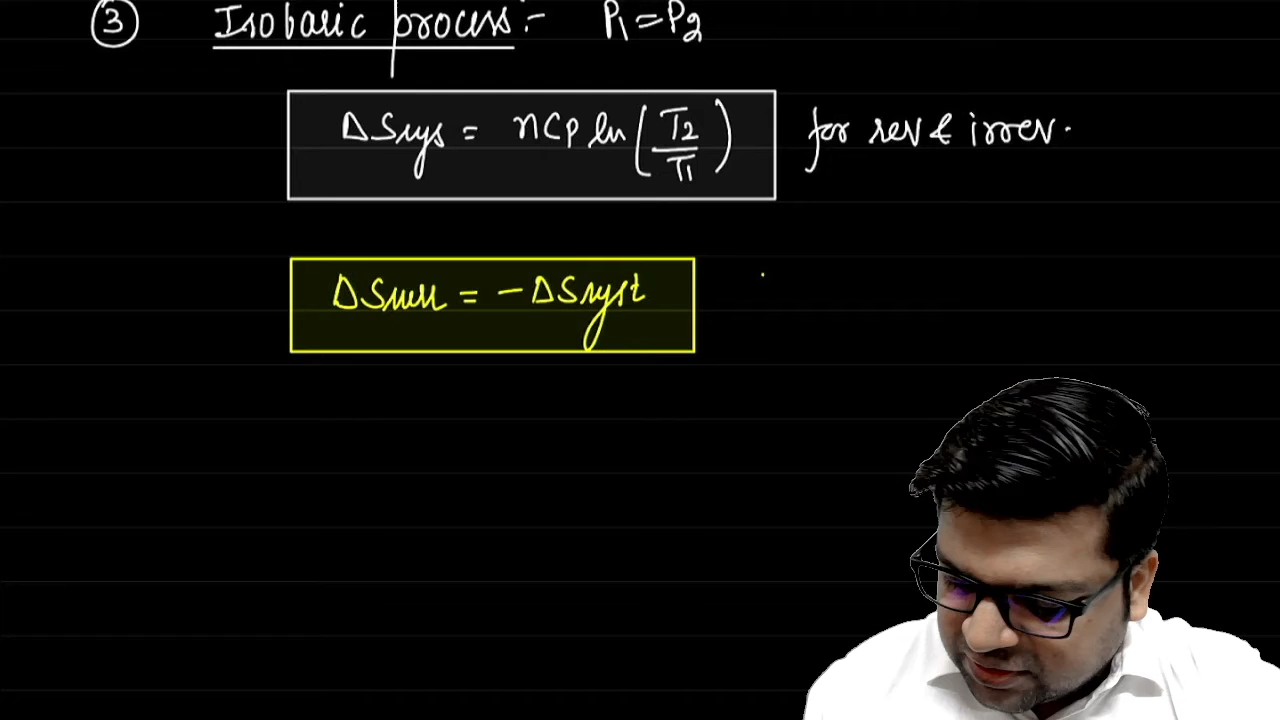 ③ Isobaric process:- P₁=P₂
ΔSsys = nCp ln(T₂/T₁) for rev & irrev.
ΔSsurr = -ΔSsyst